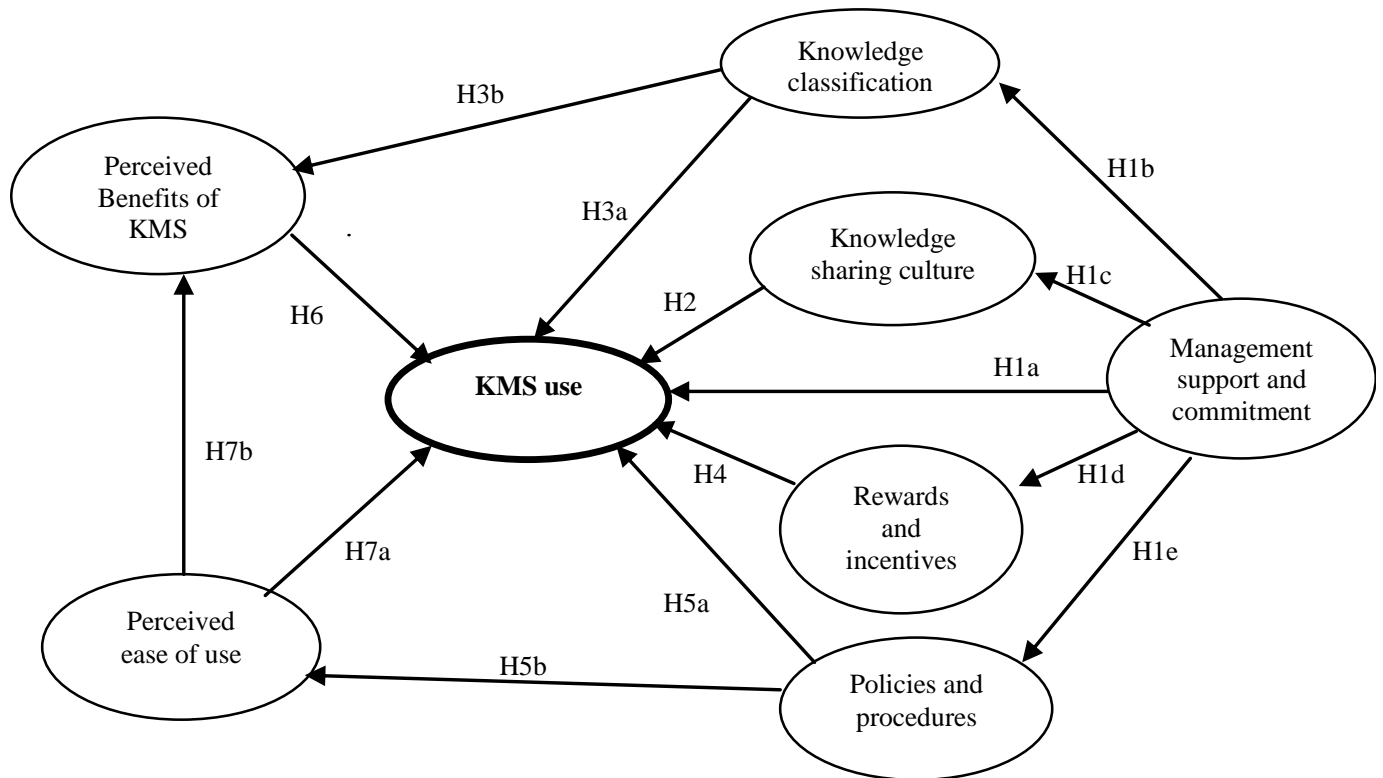 Knowledge
classification
H3b
H1b
Perceived
Benefits of
KMS
H3a
.
Knowledge
sharing culture
H1c
H2
H6
Management
support and
commitment
H1a
KMS use
H7b
H4
H1d
Rewards
and
incentives
H7a
H1e
H5a
Perceived
ease of use
H5b
Policies and
procedures